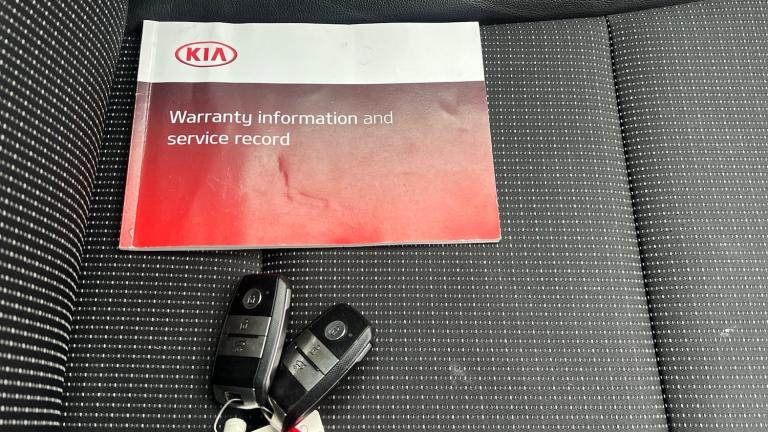 KIA
Warranty information and
service record